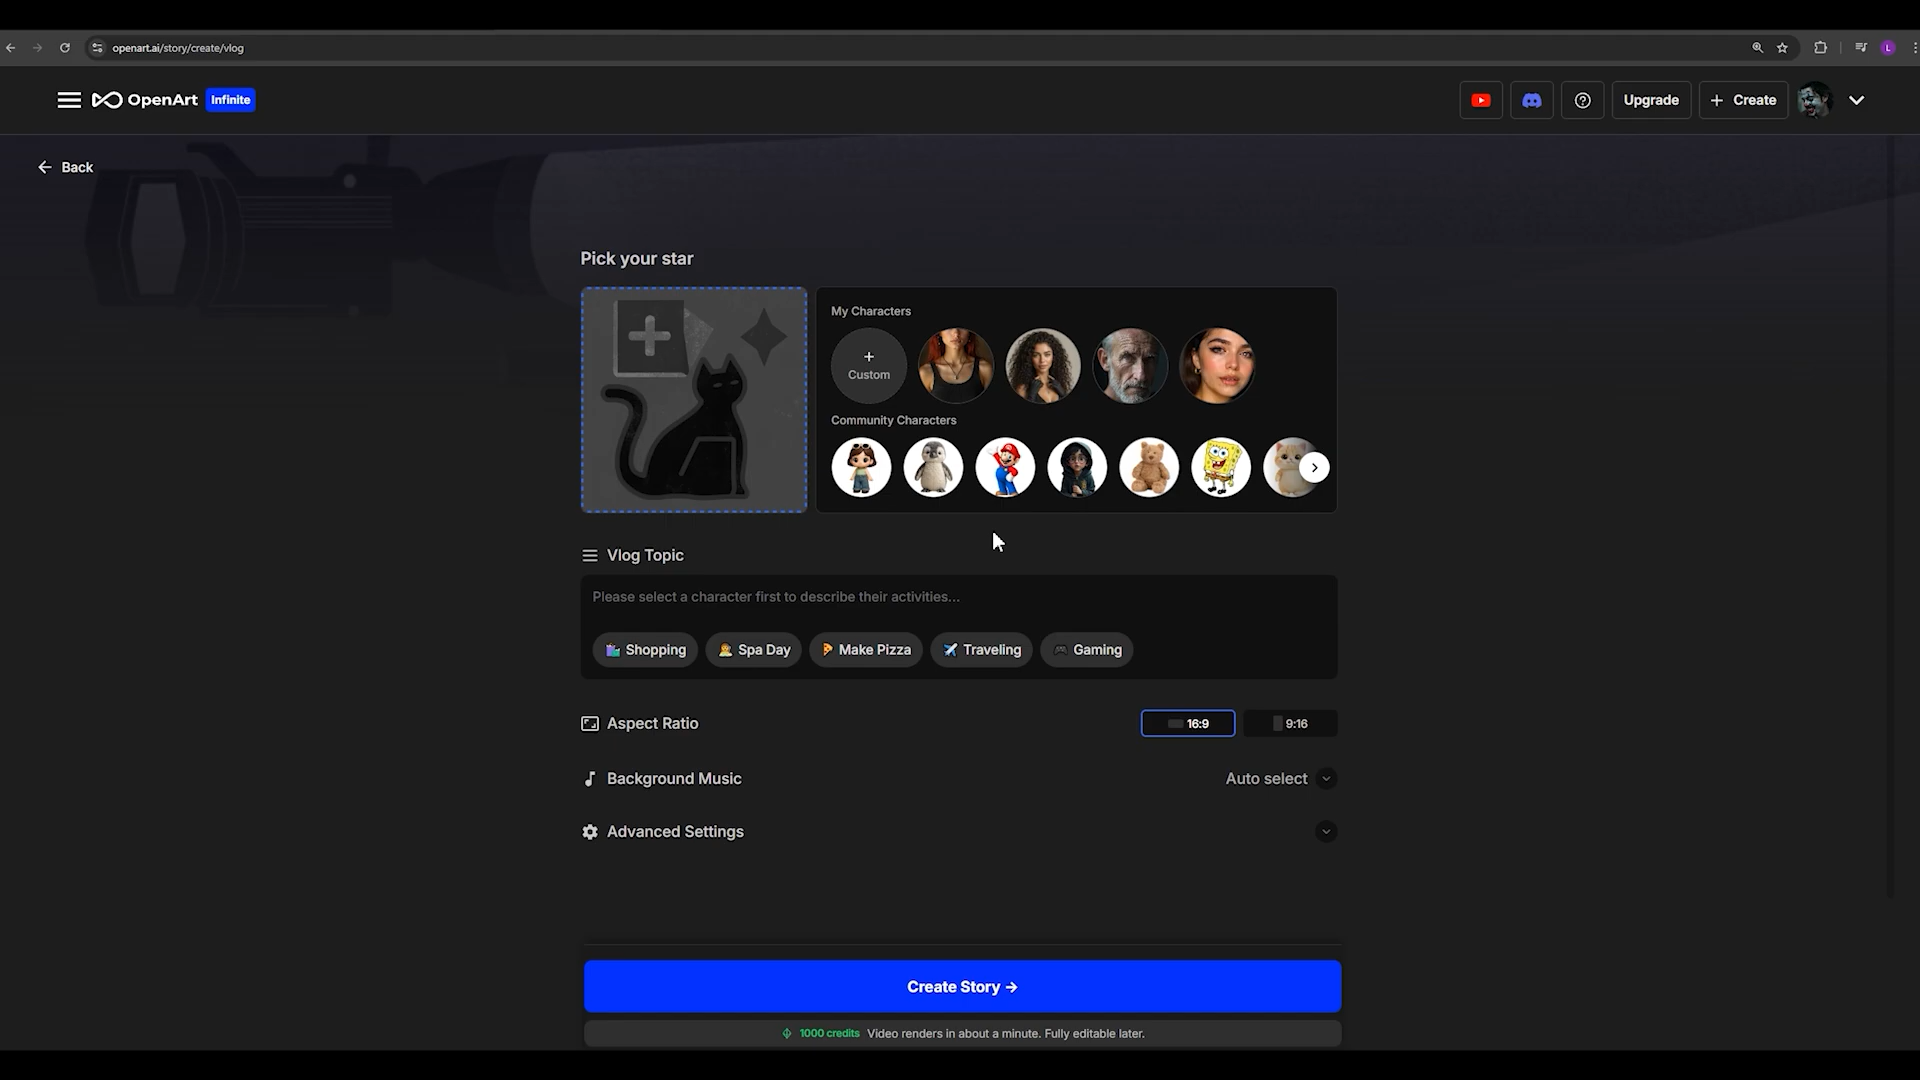 openart.ai/story/create/vlog
L
OpenArt Infinite
Upgrade
+ Create
← Back
Pick your star
My Characters
+
Custom
Community Characters
Vlog Topic
Please select a character first to describe their activities...
Shopping
Spa Day
Make Pizza
Traveling
Gaming
Aspect Ratio
16:9
9:16
Background Music
Auto select
Advanced Settings
Create Story →
1000 credits Video renders in about a minute. Fully editable later.